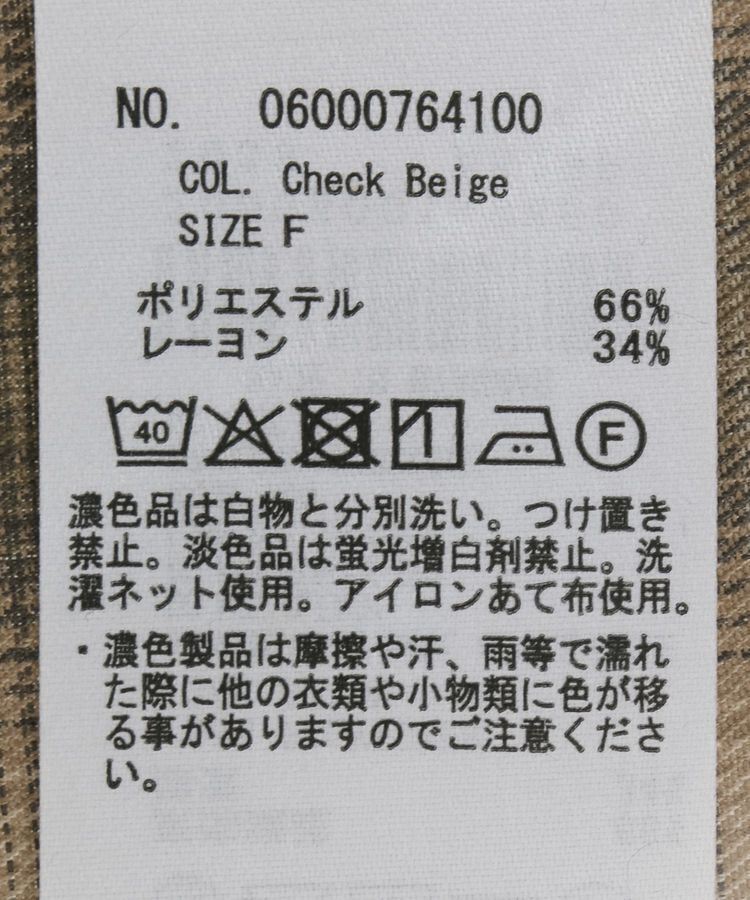 NO. 06000764100
COL. Check Beige
SIZE F
ポリエステル 66%
レーヨン 34%
40 F
濃色品は白物と分別洗い。つけ置き
禁止。淡色品は蛍光増白剤禁止。洗
濯ネット使用。アイロンあて布使用。
・濃色製品は摩擦や汗、雨等で濡れ
た際に他の衣類や小物類に色が移
る事がありますのでご注意くださ
い。